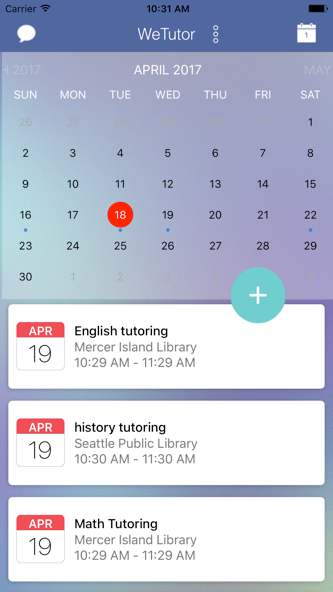 Carrier 10:31 AM
WeTutor 1
H 2017 APRIL 2017 MAY
SUN MON TUE WED THU FRI SAT
26 27 28 29 30 31 1
2 3 4 5 6 7 8
9 10 11 12 13 14 15
16 17 18 19 20 21 22
23 24 25 26 27 28 29
30 1 2 3 4 5 6
+
APR
19
English tutoring
Mercer Island Library
10:29 AM - 11:29 AM
APR
19
history tutoring
Seattle Public Library
10:30 AM - 11:30 AM
APR
19
Math Tutoring
Mercer Island Library
10:29 AM - 11:29 AM